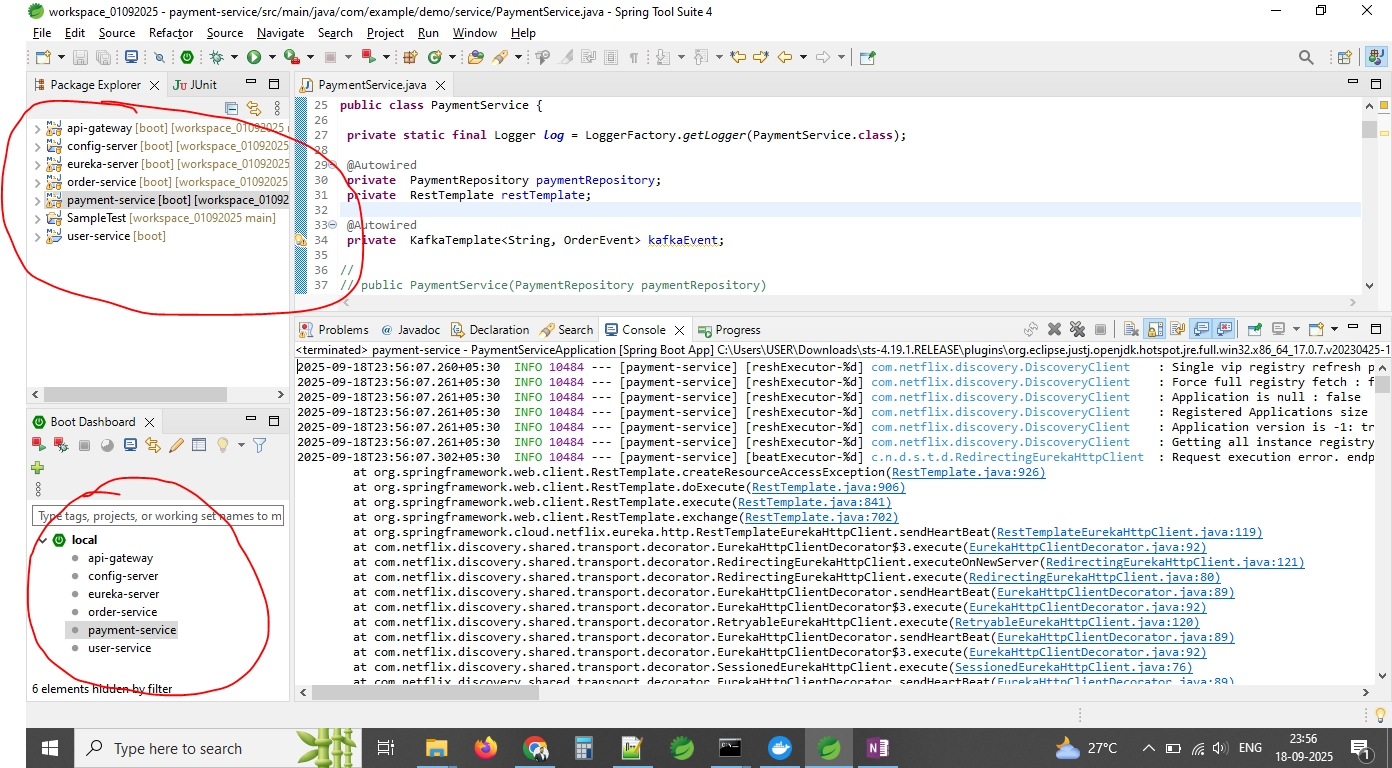 workspace_01092025 - payment-service/src/main/java/com/example/demo/service/PaymentService.java - Spring Tool Suite 4
File Edit Source Refactor Source Navigate Search Project Run Window Help
Package Explorer JUnit
api-gateway [boot] [workspace_01092025
config-server [boot] [workspace_01092025
eureka-server [boot] [workspace_01092025
order-service [boot] [workspace_01092025
payment-service [boot] [workspace_01092
SampleTest [workspace_01092025 main]
user-service [boot]
PaymentService.java
25 public class PaymentService {
26
27 private static final Logger log = LoggerFactory.getLogger(PaymentService.class);
28
29 @Autowired
30 private PaymentRepository paymentRepository;
31 private RestTemplate restTemplate;
32
33 @Autowired
34 private KafkaTemplate<String, OrderEvent> kafkaEvent;
35
36 //
37 // public PaymentService(PaymentRepository paymentRepository)
Boot Dashboard
Type tags, projects, or working set names to m
local
api-gateway
config-server
eureka-server
order-service
payment-service
user-service
6 elements hidden by filter
Problems Javadoc Declaration Search Console Progress
<terminated> payment-service - PaymentServiceApplication [Spring Boot App] C:\Users\USER\Downloads\sts-4.19.1.RELEASE\plugins\org.eclipse.justj.openjdk.hotspot.jre.full.win32.x86_64_17.0.7.v20230425-1
2025-09-18T23:56:07.260+05:30 INFO 10484 --- [payment-service] [reshExecutor-%d] com.netflix.discovery.DiscoveryClient : Single vip registry refresh p
2025-09-18T23:56:07.261+05:30 INFO 10484 --- [payment-service] [reshExecutor-%d] com.netflix.discovery.DiscoveryClient : Force full registry fetch : f
2025-09-18T23:56:07.261+05:30 INFO 10484 --- [payment-service] [reshExecutor-%d] com.netflix.discovery.DiscoveryClient : Application is null : false
2025-09-18T23:56:07.261+05:30 INFO 10484 --- [payment-service] [reshExecutor-%d] com.netflix.discovery.DiscoveryClient : Registered Applications size
2025-09-18T23:56:07.261+05:30 INFO 10484 --- [payment-service] [reshExecutor-%d] com.netflix.discovery.DiscoveryClient : Application version is -1: tr
2025-09-18T23:56:07.261+05:30 INFO 10484 --- [payment-service] [reshExecutor-%d] com.netflix.discovery.DiscoveryClient : Getting all instance registry
2025-09-18T23:56:07.302+05:30 INFO 10484 --- [payment-service] [beatExecutor-%d] c.n.d.s.t.d.RedirectingEurekaHttpClient : Request execution error. endp
at org.springframework.web.client.RestTemplate.createResourceAccessException(RestTemplate.java:926)
at org.springframework.web.client.RestTemplate.doExecute(RestTemplate.java:906)
at org.springframework.web.client.RestTemplate.execute(RestTemplate.java:841)
at org.springframework.web.client.RestTemplate.exchange(RestTemplate.java:702)
at org.springframework.cloud.netflix.eureka.http.RestTemplateEurekaHttpClient.sendHeartBeat(RestTemplateEurekaHttpClient.java:119)
at com.netflix.discovery.shared.transport.decorator.EurekaHttpClientDecorator$3.execute(EurekaHttpClientDecorator.java:92)
at com.netflix.discovery.shared.transport.decorator.RedirectingEurekaHttpClient.executeOnNewServer(RedirectingEurekaHttpClient.java:121)
at com.netflix.discovery.shared.transport.decorator.RedirectingEurekaHttpClient.execute(RedirectingEurekaHttpClient.java:80)
at com.netflix.discovery.shared.transport.decorator.EurekaHttpClientDecorator.sendHeartBeat(EurekaHttpClientDecorator.java:89)
at com.netflix.discovery.shared.transport.decorator.EurekaHttpClientDecorator$3.execute(EurekaHttpClientDecorator.java:92)
at com.netflix.discovery.shared.transport.decorator.RetryableEurekaHttpClient.execute(RetryableEurekaHttpClient.java:120)
at com.netflix.discovery.shared.transport.decorator.EurekaHttpClientDecorator.sendHeartBeat(EurekaHttpClientDecorator.java:89)
at com.netflix.discovery.shared.transport.decorator.EurekaHttpClientDecorator$3.execute(EurekaHttpClientDecorator.java:92)
at com.netflix.discovery.shared.transport.decorator.SessionedEurekaHttpClient.execute(SessionedEurekaHttpClient.java:76)
at com.netflix.discovery.shared.transport.decorator.EurekaHttpClientDecorator.sendHeartBeat(EurekaHttpClientDecorator.java:89)
Type here to search
27°C
ENG
23:56
18-09-2025
1